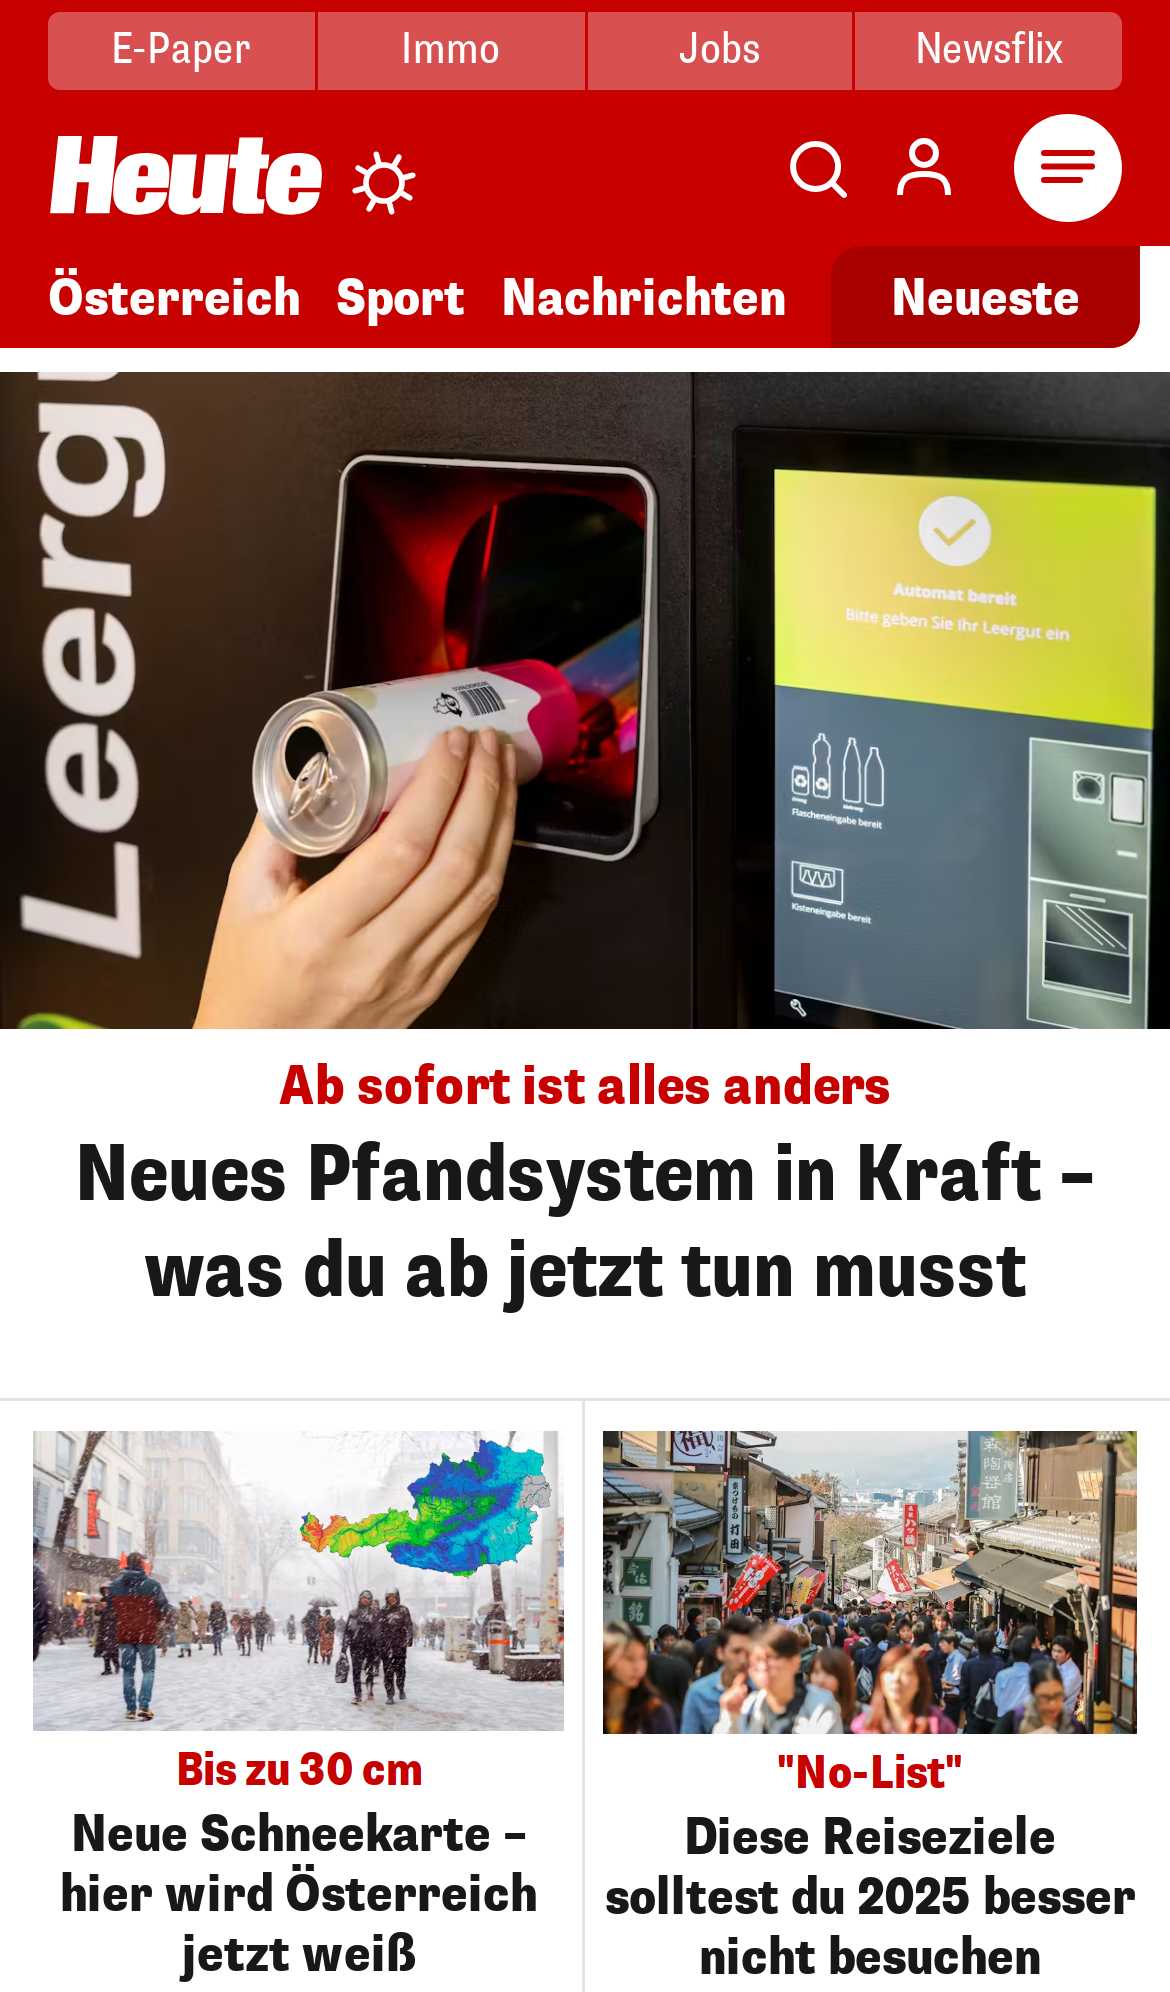 E-Paper
Immo
Jobs
Newsflix
Heute
Österreich
Sport
Nachrichten
Neueste
Leerg
Automat bereit
Bitte geben Sie Ihr Leergut ein
Flascheneingabe bereit
Kisteneingabe bereit
Ab sofort ist alles anders
Neues Pfandsystem in Kraft –
was du ab jetzt tun musst
Bis zu 30 cm
Neue Schneekarte –
hier wird Österreich
jetzt weiß
"No-List"
Diese Reiseziele
solltest du 2025 besser
nicht besuchen